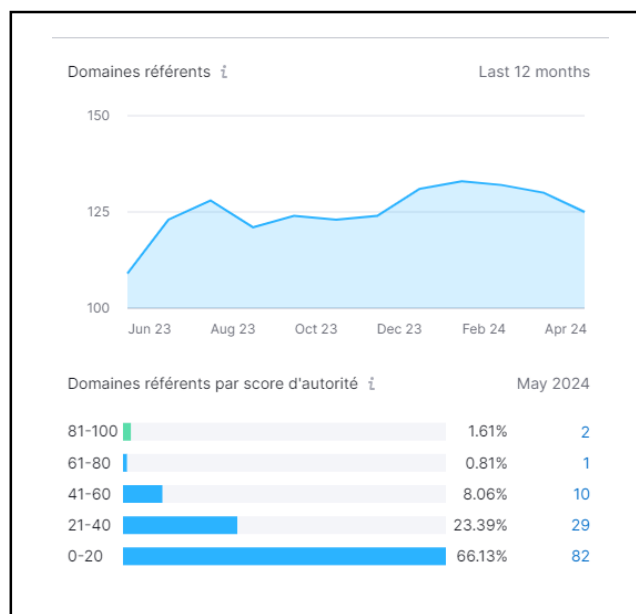 Domaines référents i Last 12 months
150
125
100
Jun 23 Aug 23 Oct 23 Dec 23 Feb 24 Apr 24
Domaines référents par score d'autorité i May 2024
81-100 1.61% 2
61-80 0.81% 1
41-60 8.06% 10
21-40 23.39% 29
0-20 66.13% 82